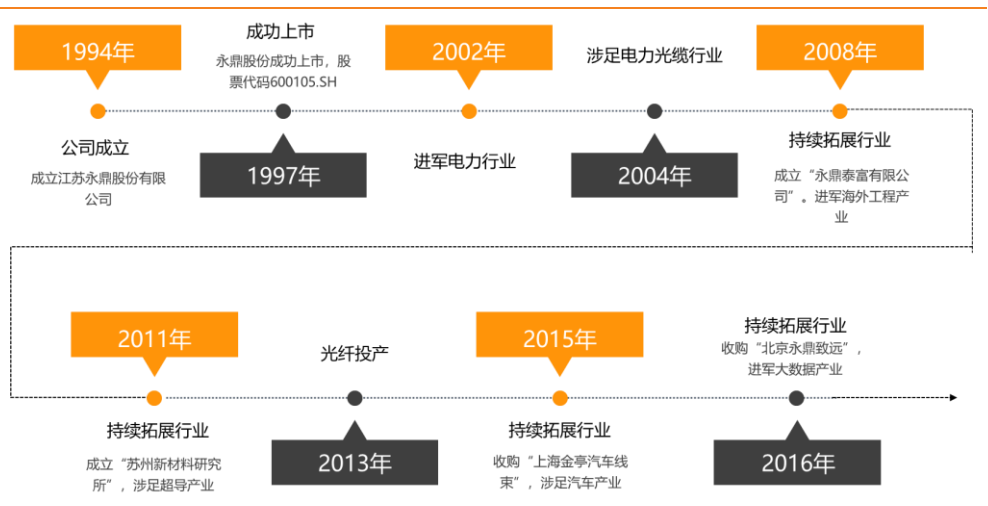 1994年
公司成立
成立江苏永鼎股份有限
公司
成功上市
永鼎股份成功上市，股
票代码600105.SH
1997年
2002年
进军电力行业
涉足电力光缆行业
2004年
2008年
持续拓展行业
成立“永鼎泰富有限公
司”。进军海外工程产
业
2011年
持续拓展行业
成立“苏州新材料研究
所”，涉足超导产业
光纤投产
2013年
2015年
持续拓展行业
收购“上海金亭汽车线
束”，涉足汽车产业
持续拓展行业
收购“北京永鼎致远”，
进军大数据产业
2016年